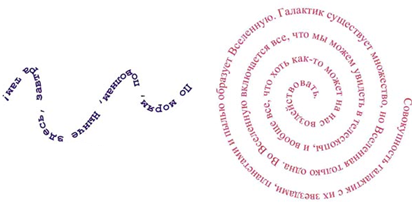 По морям, по волнам, Нынче здесь, завтра там!
Совокупность галактик с их звездами, планетами и пылью образует Вселенную. Галактик существует множество, но Вселенная только одна. Во Вселенную включается все, что мы можем увидеть в телескопы, и вообще все, что хоть как-то может на нас воздействовать.